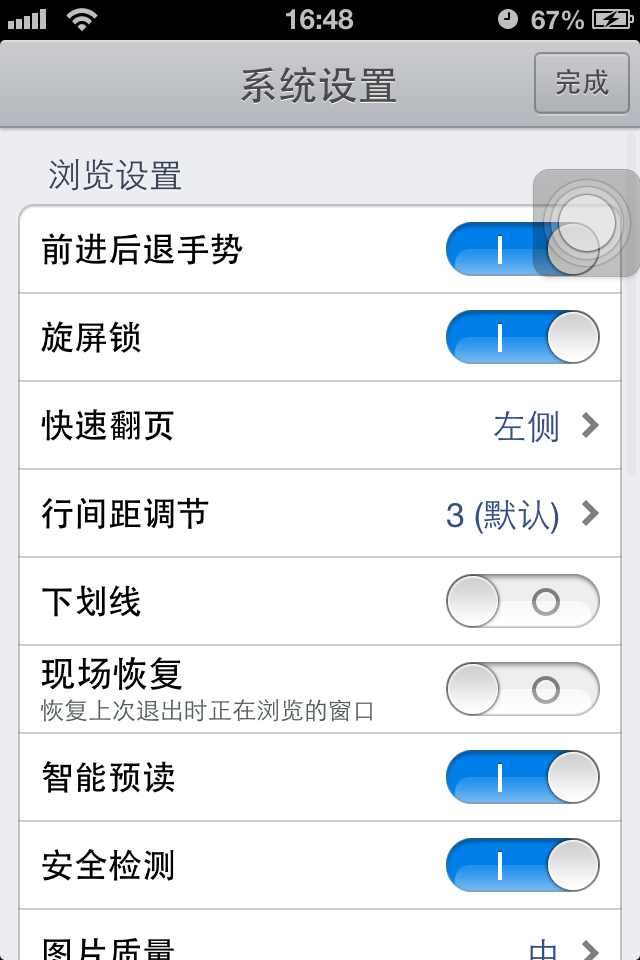 16:48
67%
系统设置
完成
浏览设置
前进后退手势
旋屏锁
快速翻页 左侧
行间距调节 3 (默认)
下划线
现场恢复
恢复上次退出时正在浏览的窗口
智能预读
安全检测
图片质量 中